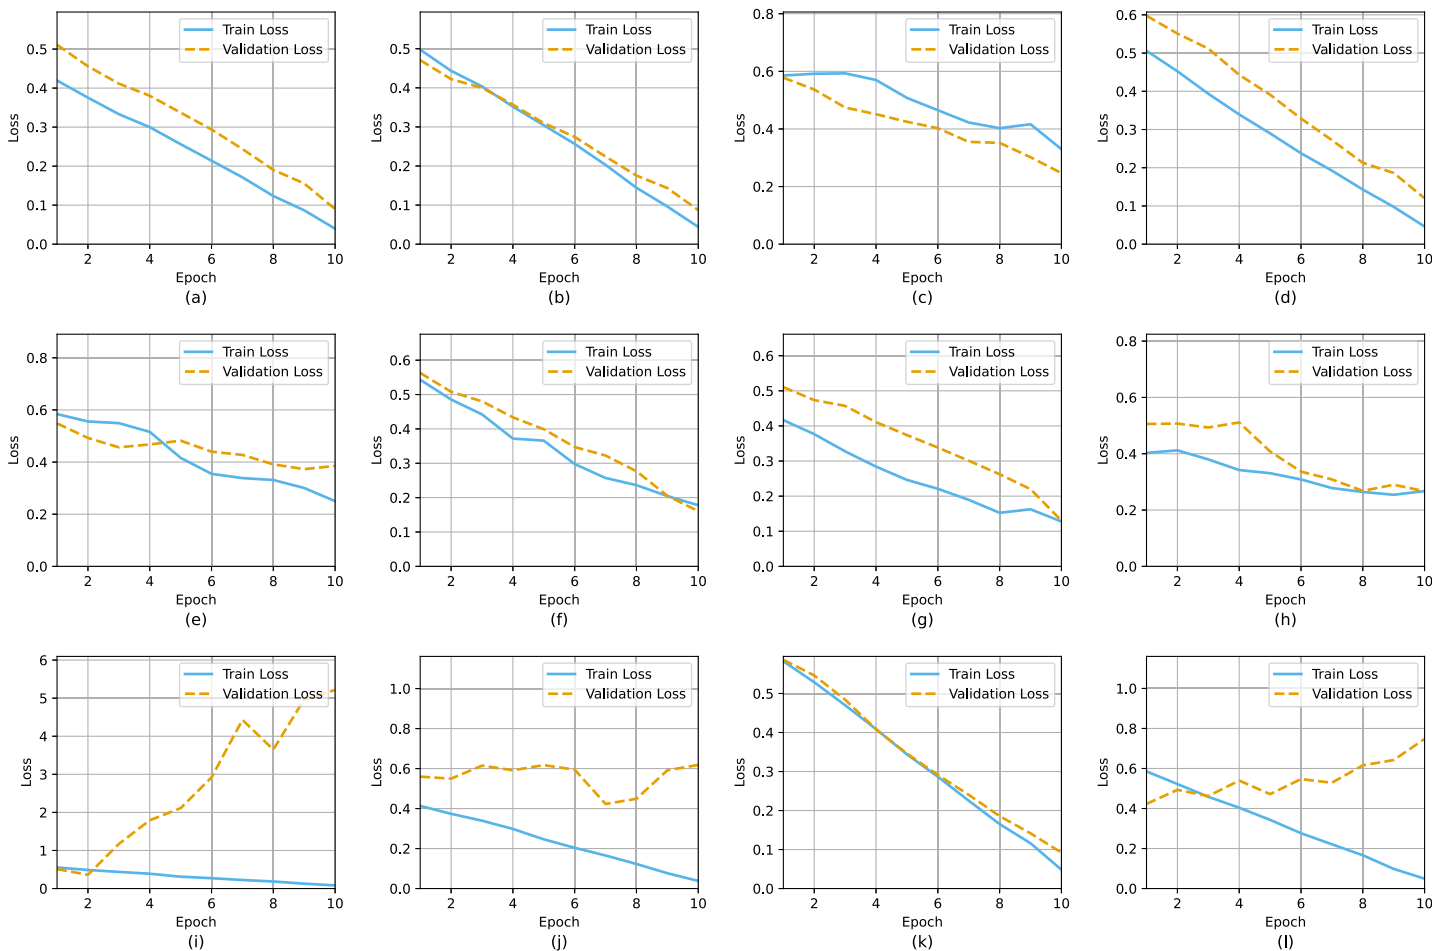 Train Loss
Validation Loss
0.5
0.4
0.3
0.2
0.1
0.0
Loss
2 4 6 8 10
Epoch
(a)
Train Loss
Validation Loss
0.5
0.4
0.3
0.2
0.1
0.0
Loss
2 4 6 8 10
Epoch
(b)
Train Loss
Validation Loss
0.8
0.6
0.4
0.2
0.0
Loss
2 4 6 8 10
Epoch
(c)
Train Loss
Validation Loss
0.6
0.5
0.4
0.3
0.2
0.1
0.0
Loss
2 4 6 8 10
Epoch
(d)
Train Loss
Validation Loss
0.8
0.6
0.4
0.2
0.0
Loss
2 4 6 8 10
Epoch
(e)
Train Loss
Validation Loss
0.6
0.5
0.4
0.3
0.2
0.1
0.0
Loss
2 4 6 8 10
Epoch
(f)
Train Loss
Validation Loss
0.6
0.5
0.4
0.3
0.2
0.1
0.0
Loss
2 4 6 8 10
Epoch
(g)
Train Loss
Validation Loss
0.8
0.6
0.4
0.2
0.0
Loss
2 4 6 8 10
Epoch
(h)
Train Loss
Validation Loss
6
5
4
3
2
1
0
Loss
2 4 6 8 10
Epoch
(i)
Train Loss
Validation Loss
1.0
0.8
0.6
0.4
0.2
0.0
Loss
2 4 6 8 10
Epoch
(j)
Train Loss
Validation Loss
0.5
0.4
0.3
0.2
0.1
0.0
Loss
2 4 6 8 10
Epoch
(k)
Train Loss
Validation Loss
1.0
0.8
0.6
0.4
0.2
0.0
Loss
2 4 6 8 10
Epoch
(l)